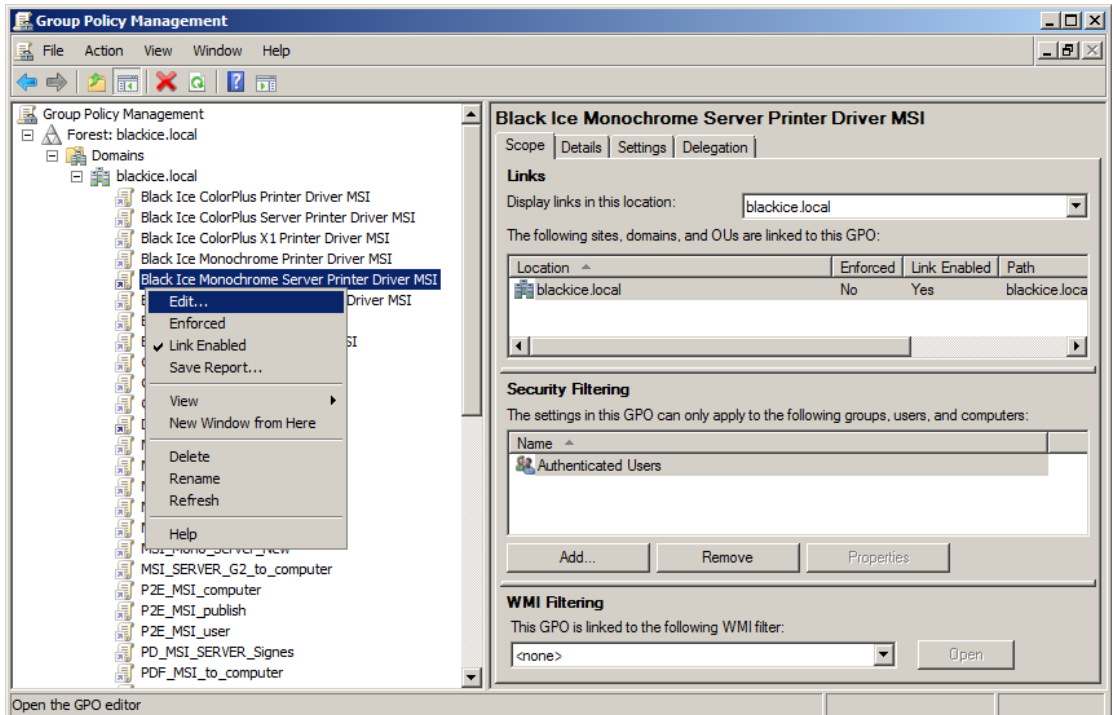 Group Policy Management
File Action View Window Help
Group Policy Management
Forest: blackice.local
Domains
blackice.local
Black Ice ColorPlus Printer Driver MSI
Black Ice ColorPlus Server Printer Driver MSI
Black Ice ColorPlus X1 Printer Driver MSI
Black Ice Monochrome Printer Driver MSI
Black Ice Monochrome Server Printer Driver MSI
Driver MSI
Edit...
Enforced
Link Enabled
Save Report...
View
New Window from Here
Delete
Rename
Refresh
Help
MSI_Mono_Server_New
MSI_SERVER_G2_to_computer
P2E_MSI_computer
P2E_MSI_publish
P2E_MSI_user
PD_MSI_SERVER_Signes
PDF_MSI_to_computer
Black Ice Monochrome Server Printer Driver MSI
Scope Details Settings Delegation
Links
Display links in this location: blackice.local
The following sites, domains, and OUs are linked to this GPO:
Location Enforced Link Enabled Path
blackice.local No Yes blackice.loca
Security Filtering
The settings in this GPO can only apply to the following groups, users, and computers:
Name
Authenticated Users
Add... Remove Properties
WMI Filtering
This GPO is linked to the following WMI filter:
<none> Open
Open the GPO editor